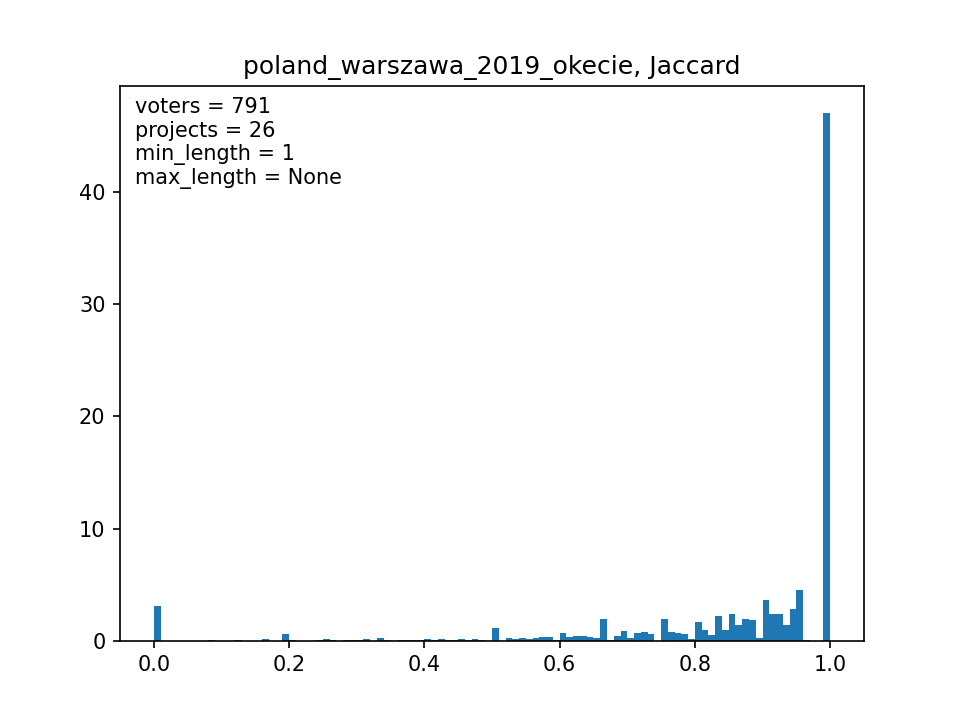 poland_warszawa_2019_okecie, Jaccard
voters = 791
projects = 26
min_length = 1
max_length = None
40
30
20
10
0
0.0 0.2 0.4 0.6 0.8 1.0